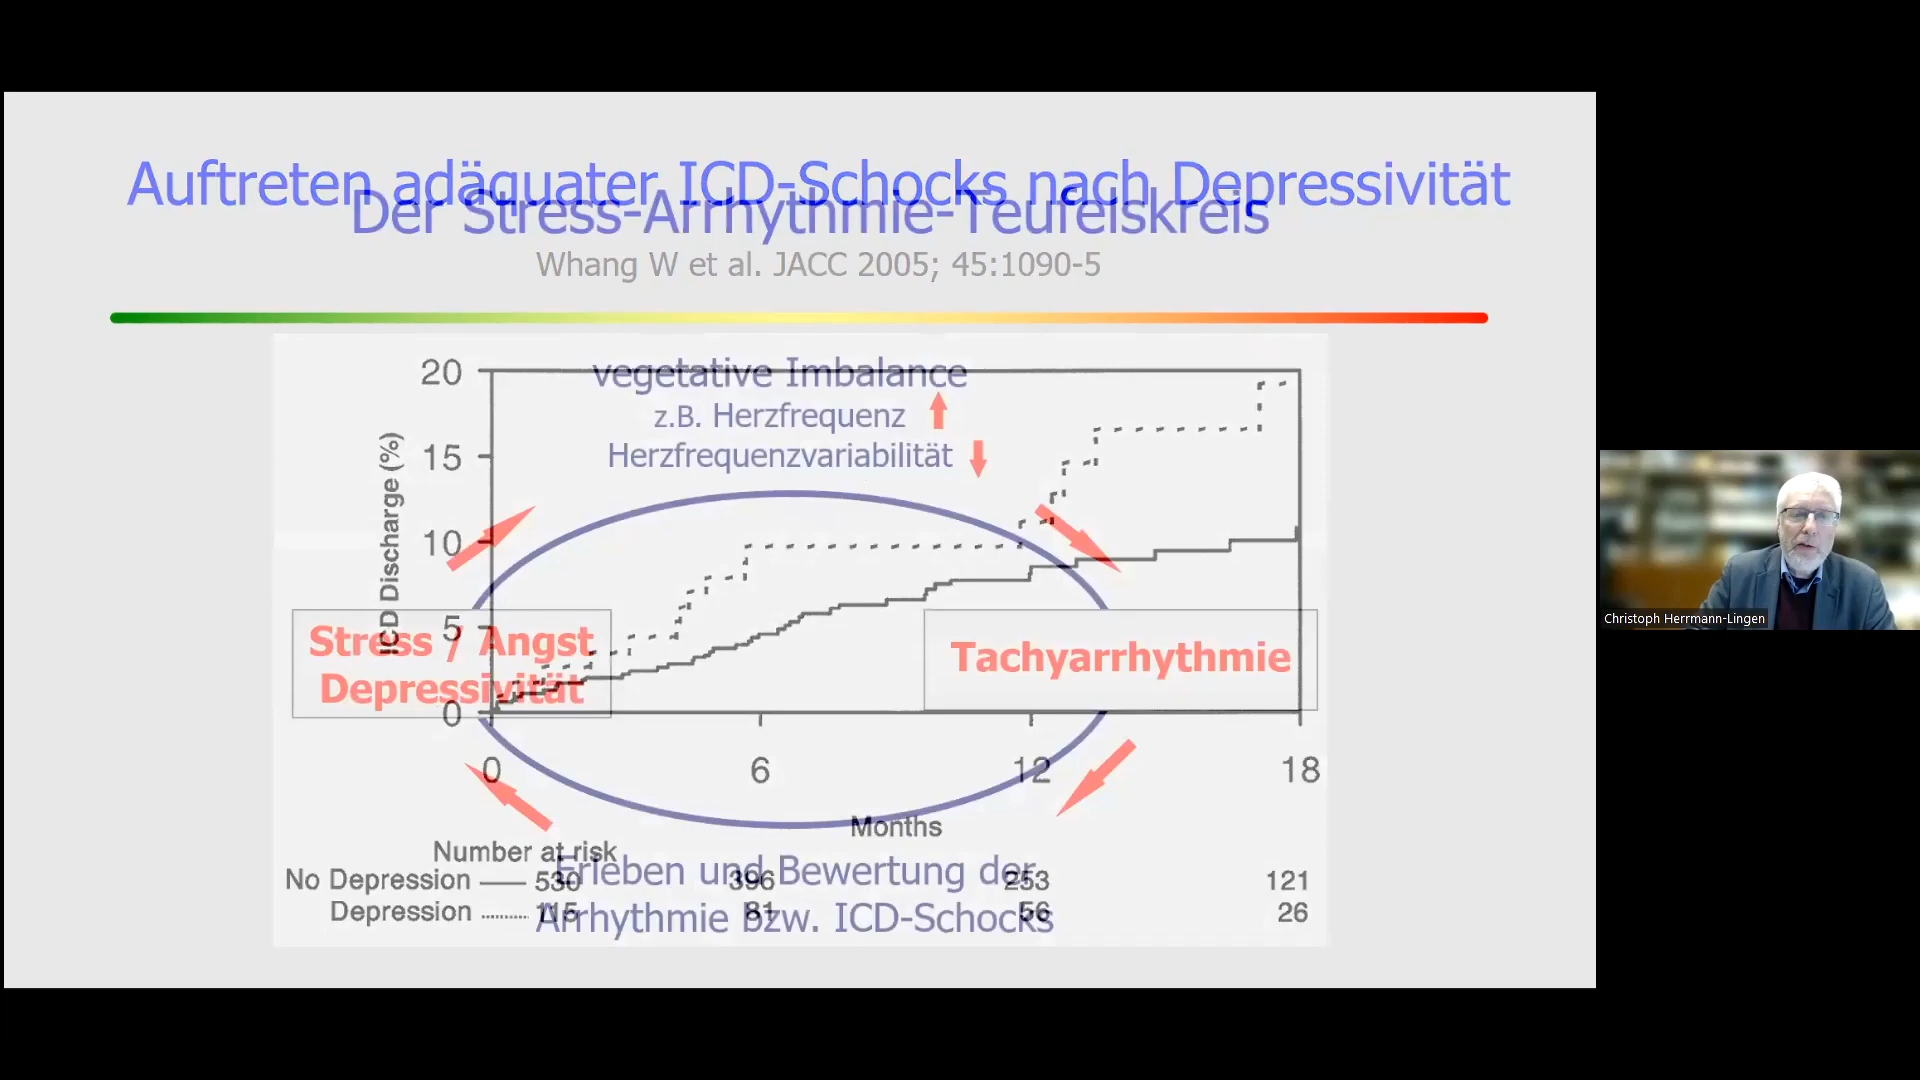 Auftreten adäquater ICD-Schocks nach Depressivität
Der Stress-Arrhythmie-Teufelskreis
Whang W et al. JACC 2005; 45:1090-5
vegetative Imbalance
z.B. Herzfrequenz
Herzfrequenzvariabilität
20
15
10
5
0
ICD Discharge (%)
Stress / Angst
Depressivität
Tachyarrhythmie
0 6 12 18
Months
Number at risk
No Depression 530 396 253 121
Depression 115 81 56 26
Erleben und Bewertung der
Arrhythmie bzw. ICD-Schocks
Christoph Herrmann-Lingen